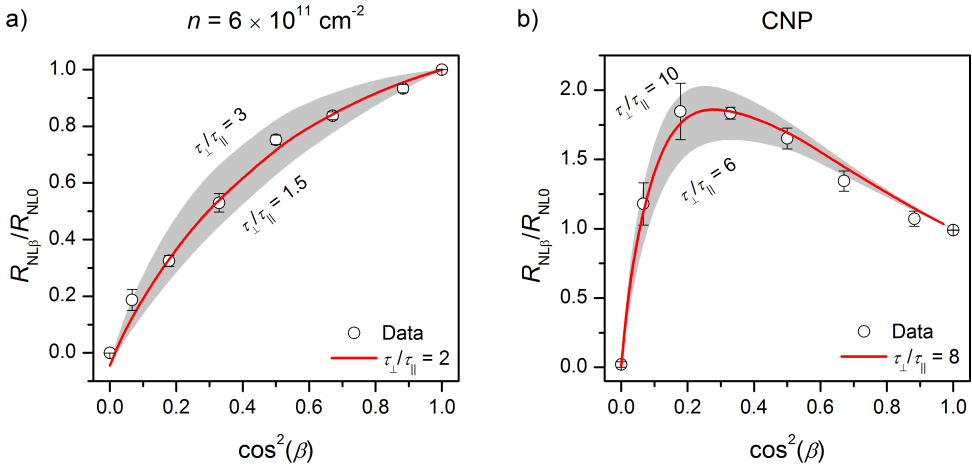 a) n = 6 × 10¹¹ cm⁻²
R_NLβ/R_NL0
1.0
0.8
0.6
0.4
0.2
0.0
τ⊥/τ|| = 3
τ⊥/τ|| = 1.5
Data
τ⊥/τ|| = 2
0.0 0.2 0.4 0.6 0.8 1.0
cos²(β)
b) CNP
R_NLβ/R_NL0
2.0
1.5
1.0
0.5
0.0
τ⊥/τ|| = 10
τ⊥/τ|| = 6
Data
τ⊥/τ|| = 8
0.0 0.2 0.4 0.6 0.8 1.0
cos²(β)